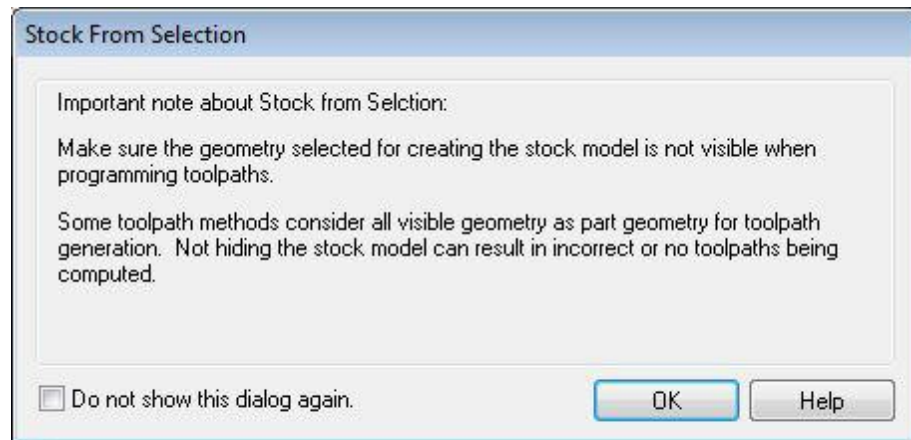 Stock From Selection
Important note about Stock from Selction:
Make sure the geometry selected for creating the stock model is not visible when
programming toolpaths.
Some toolpath methods consider all visible geometry as part geometry for toolpath
generation.  Not hiding the stock model can result in incorrect or no toolpaths being
computed.
Do not show this dialog again.
OK
Help